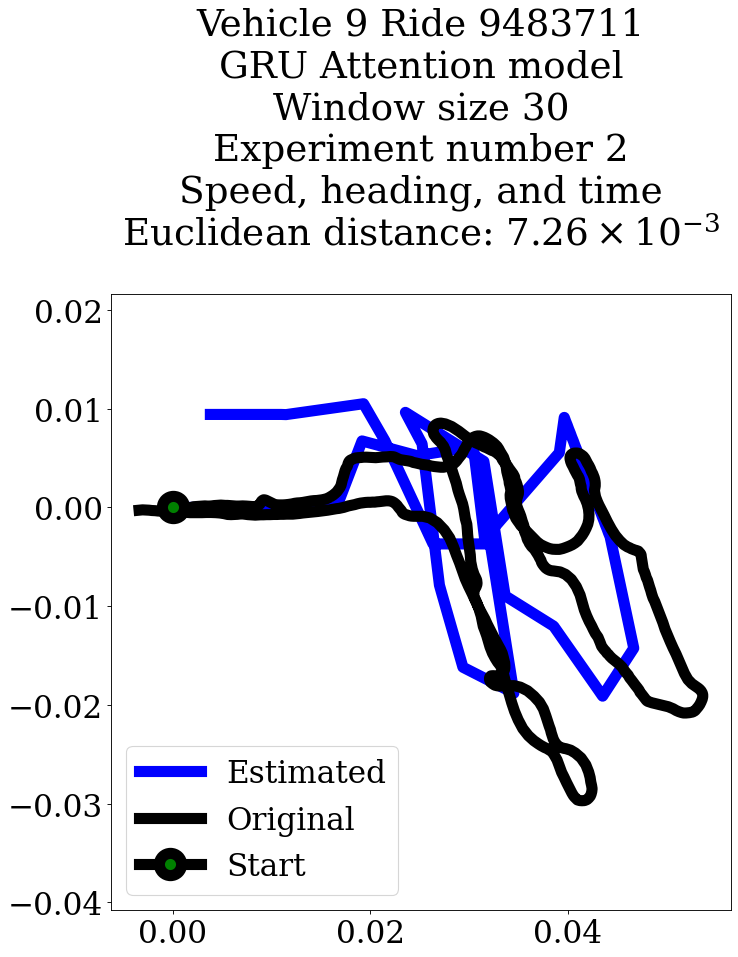 Vehicle 9 Ride 9483711
GRU Attention model
Window size 30
Experiment number 2
Speed, heading, and time
Euclidean distance: 7.26 × 10⁻³
0.02
0.01
0.00
−0.01
−0.02
−0.03
−0.04
Estimated
Original
Start
0.00 0.02 0.04